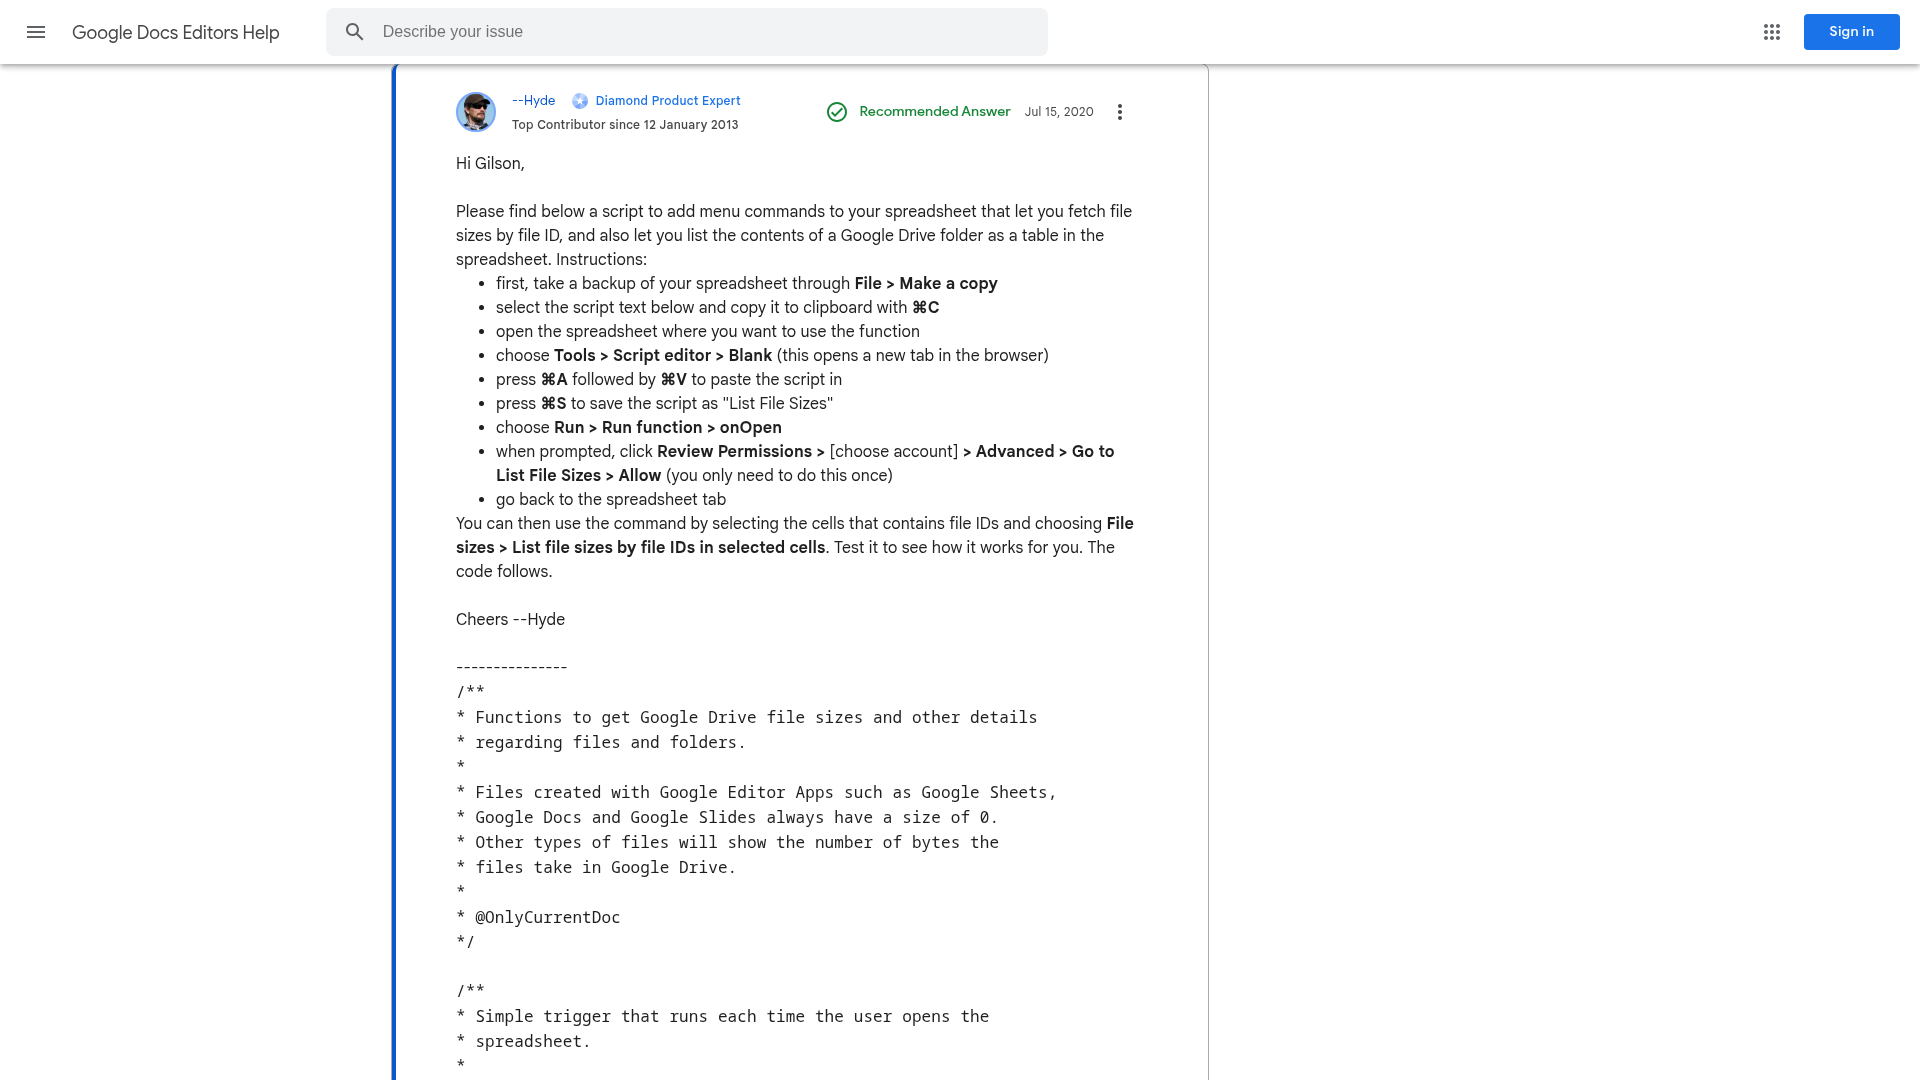 Google Docs Editors Help
Describe your issue
Sign in
--Hyde
Diamond Product Expert
Top Contributor since 12 January 2013
Recommended Answer
Jul 15, 2020
Hi Gilson,
Please find below a script to add menu commands to your spreadsheet that let you fetch file
sizes by file ID, and also let you list the contents of a Google Drive folder as a table in the
spreadsheet. Instructions:
• first, take a backup of your spreadsheet through File > Make a copy
• select the script text below and copy it to clipboard with ⌘C
• open the spreadsheet where you want to use the function
• choose Tools > Script editor > Blank (this opens a new tab in the browser)
• press ⌘A followed by ⌘V to paste the script in
• press ⌘S to save the script as "List File Sizes"
• choose Run > Run function > onOpen
• when prompted, click Review Permissions > [choose account] > Advanced > Go to
List File Sizes > Allow (you only need to do this once)
• go back to the spreadsheet tab
You can then use the command by selecting the cells that contains file IDs and choosing File
sizes > List file sizes by file IDs in selected cells. Test it to see how it works for you. The
code follows.
Cheers --Hyde
---------------
/**
* Functions to get Google Drive file sizes and other details
* regarding files and folders.
*
* Files created with Google Editor Apps such as Google Sheets,
* Google Docs and Google Slides always have a size of 0.
* Other types of files will show the number of bytes the
* files take in Google Drive.
*
* @OnlyCurrentDoc
*/
/**
* Simple trigger that runs each time the user opens the
* spreadsheet.
*